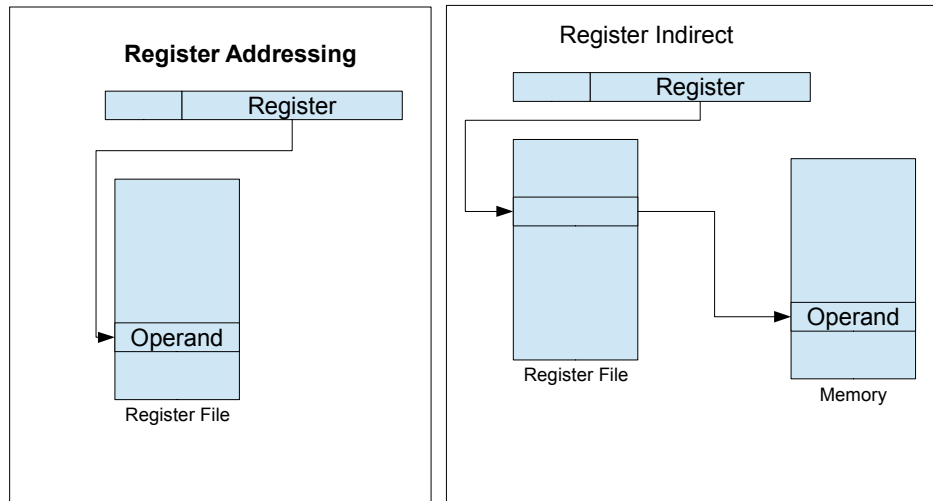 Register Addressing
Register
Operand
Register File
Register Indirect
Register
Operand
Register File
Memory